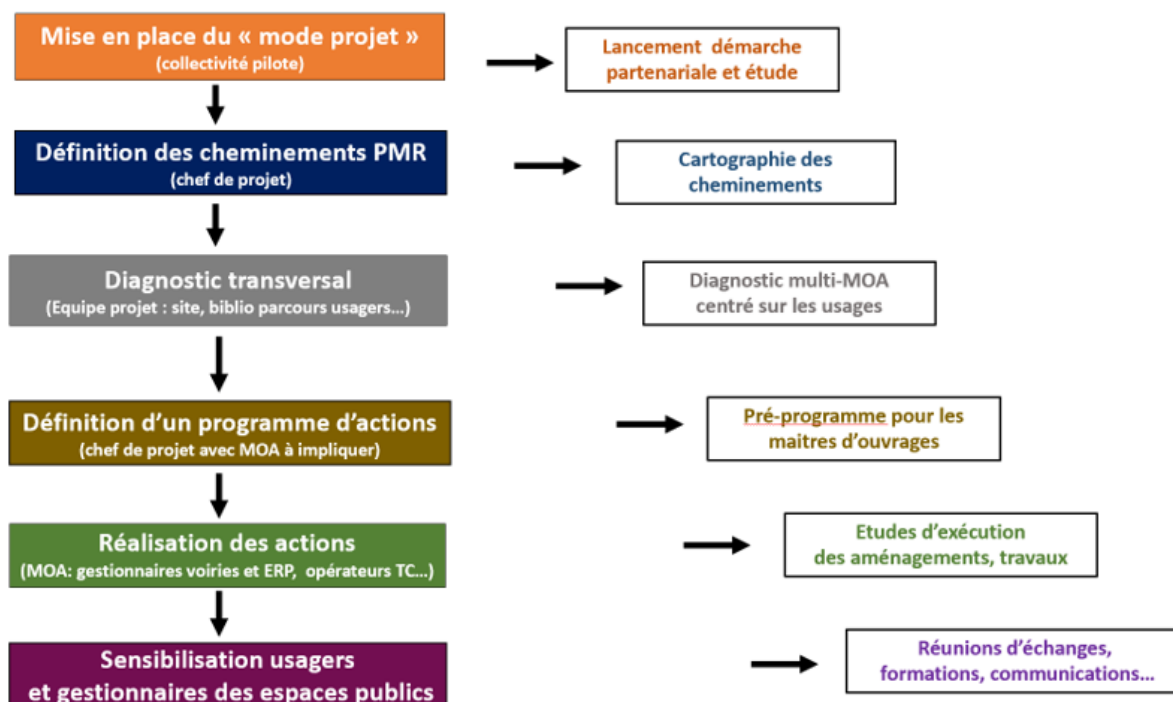 Mise en place du « mode projet »
(collectivité pilote)
Lancement démarche
partenariale et étude
Définition des cheminements PMR
(chef de projet)
Cartographie des
cheminements
Diagnostic transversal
(Equipe projet : site, biblio parcours usagers...)
Diagnostic multi-MOA
centré sur les usages
Définition d'un programme d'actions
(chef de projet avec MOA à impliquer)
Pré-programme pour les
maitres d'ouvrages
Réalisation des actions
(MOA: gestionnaires voiries et ERP, opérateurs TC...)
Etudes d'exécution
des aménagements, travaux
Sensibilisation usagers
et gestionnaires des espaces publics
Réunions d'échanges,
formations, communications...